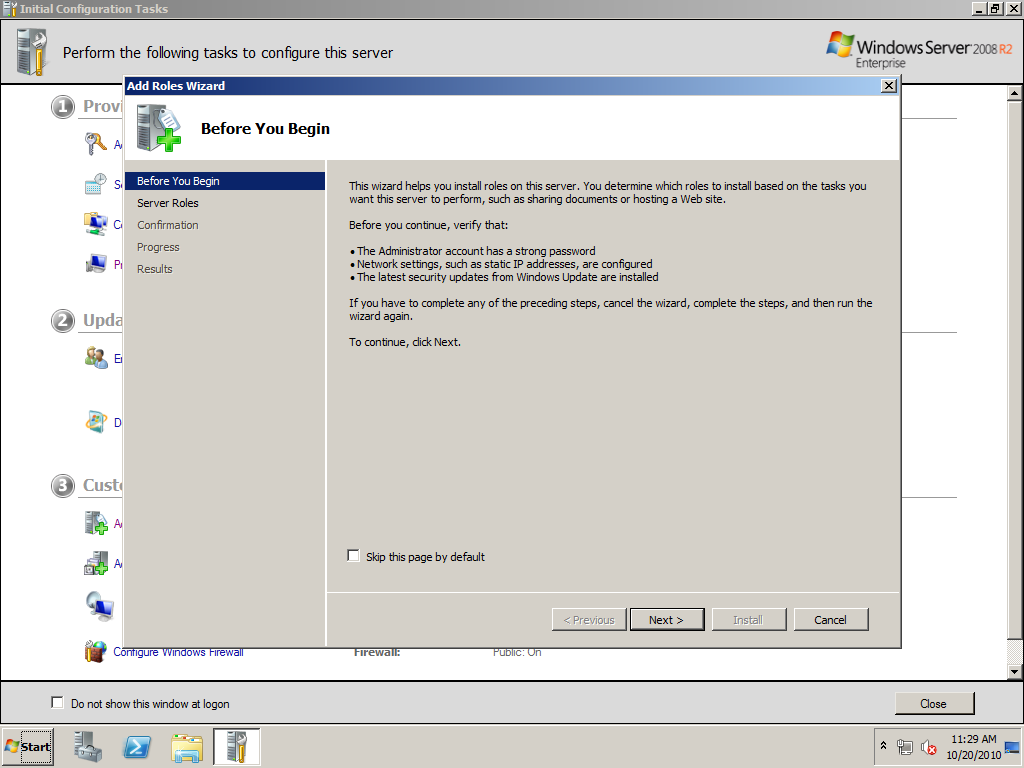 Initial Configuration Tasks
Perform the following tasks to configure this server
Windows Server 2008 R2
Enterprise
Add Roles Wizard
Before You Begin
1
Before You Begin
Server Roles
Confirmation
Progress
Results
This wizard helps you install roles on this server. You determine which roles to install based on the tasks you
want this server to perform, such as sharing documents or hosting a Web site.
Before you continue, verify that:
• The Administrator account has a strong password
• Network settings, such as static IP addresses, are configured
• The latest security updates from Windows Update are installed
If you have to complete any of the preceding steps, cancel the wizard, complete the steps, and then run the
wizard again.
To continue, click Next.
2
3
Skip this page by default
< Previous
Next >
Install
Cancel
Configure Windows Firewall
Firewall:
Public: On
Do not show this window at logon
Close
Start
11:29 AM
10/20/2010